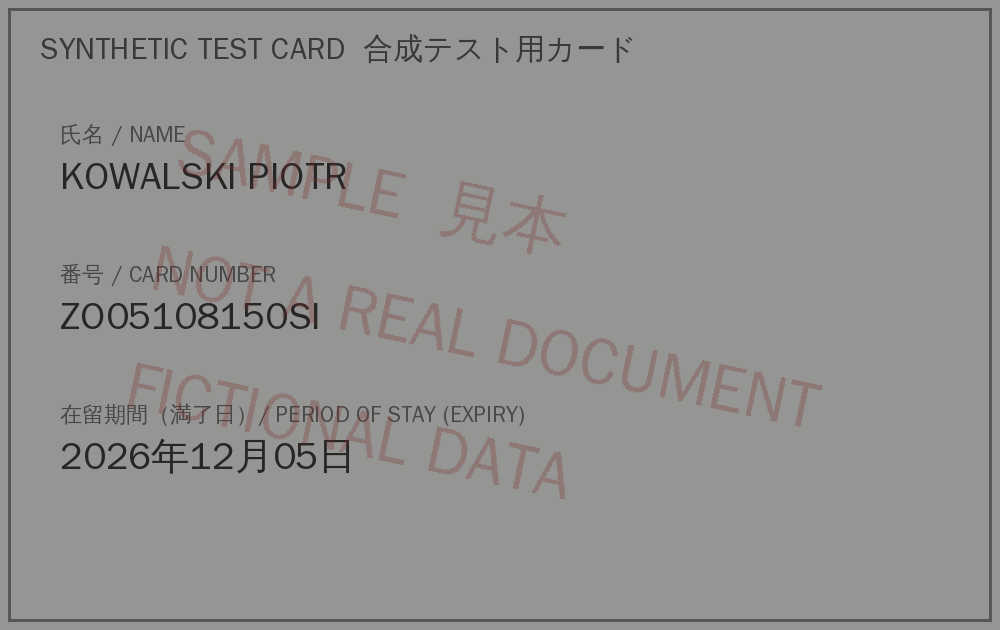 SYNTHETIC TEST CARD 合成テスト用カード
氏名 / NAME
KOWALSKI PIOTR
SAMPLE 見本
番号 / CARD NUMBER
ZO05108150SI
NOT A REAL DOCUMENT
在留期間（満了日）/ PERIOD OF STAY (EXPIRY)
2026年12月05日
FICTIONAL DATA